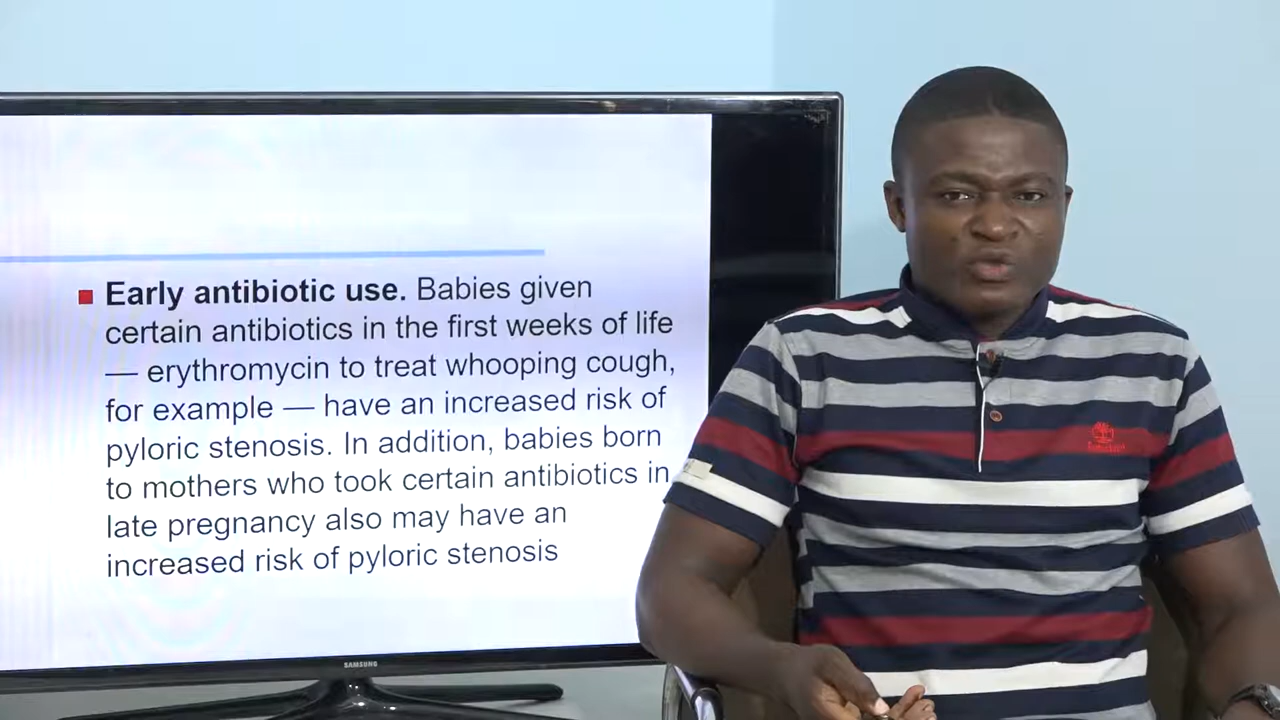 Early antibiotic use. Babies given
certain antibiotics in the first weeks of life
— erythromycin to treat whooping cough,
for example — have an increased risk of
pyloric stenosis. In addition, babies born
to mothers who took certain antibiotics in
late pregnancy also may have an
increased risk of pyloric stenosis
SAMSUNG